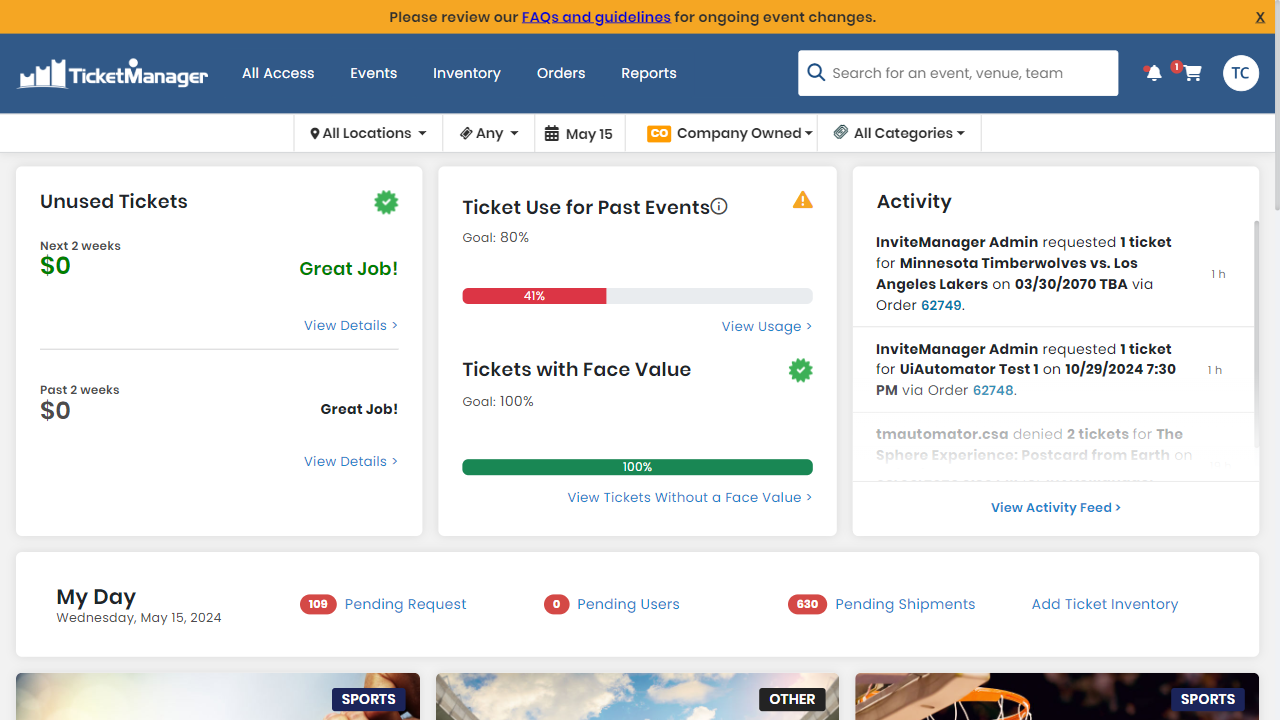 Please review our FAQs and guidelines for ongoing event changes.
X
TicketManager
All Access
Events
Inventory
Orders
Reports
Search for an event, venue, team
1
TC
All Locations
Any
May 15
CO Company Owned
All Categories
Unused Tickets
Next 2 weeks
$0
Great Job!
View Details >
Past 2 weeks
$0
Great Job!
View Details >
Ticket Use for Past Events
Goal: 80%
41%
View Usage >
Tickets with Face Value
Goal: 100%
100%
View Tickets Without a Face Value >
Activity
InviteManager Admin requested 1 ticket
for Minnesota Timberwolves vs. Los
Angeles Lakers on 03/30/2070 TBA via
Order 62749.
1 h
InviteManager Admin requested 1 ticket
for UiAutomator Test 1 on 10/29/2024 7:30
PM via Order 62748.
1 h
tmautomator.csa denied 2 tickets for The
Sphere Experience: Postcard from Earth on
View Activity Feed >
My Day
Wednesday, May 15, 2024
109 Pending Request
0 Pending Users
630 Pending Shipments
Add Ticket Inventory
SPORTS
OTHER
SPORTS